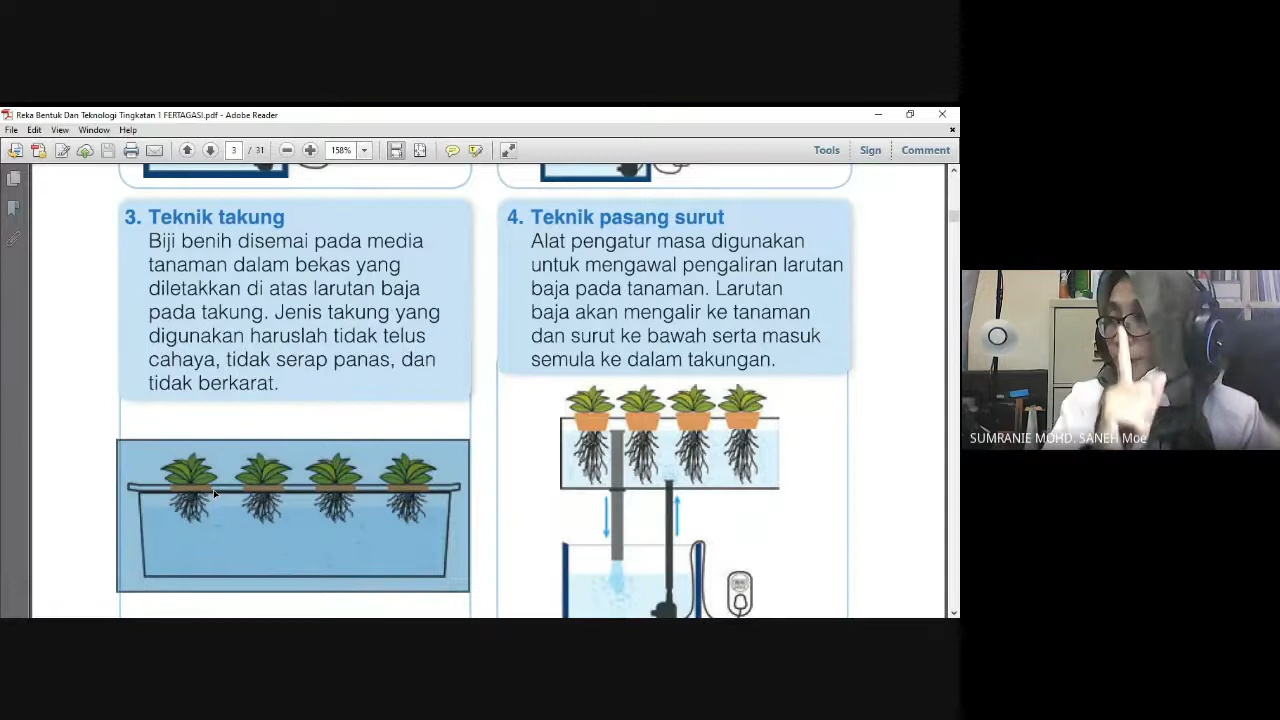 Reka Bentuk Dan Teknologi Tingkatan 1 FERTAGASI.pdf - Adobe Reader
File Edit View Window Help
3 / 31 158% Tools Sign Comment
3. Teknik takung
Biji benih disemai pada media
tanaman dalam bekas yang
diletakkan di atas larutan baja
pada takung. Jenis takung yang
digunakan haruslah tidak telus
cahaya, tidak serap panas, dan
tidak berkarat.
4. Teknik pasang surut
Alat pengatur masa digunakan
untuk mengawal pengaliran larutan
baja pada tanaman. Larutan
baja akan mengalir ke tanaman
dan surut ke bawah serta masuk
semula ke dalam takungan.
SUMRANIE MOHD. SANEH Moe